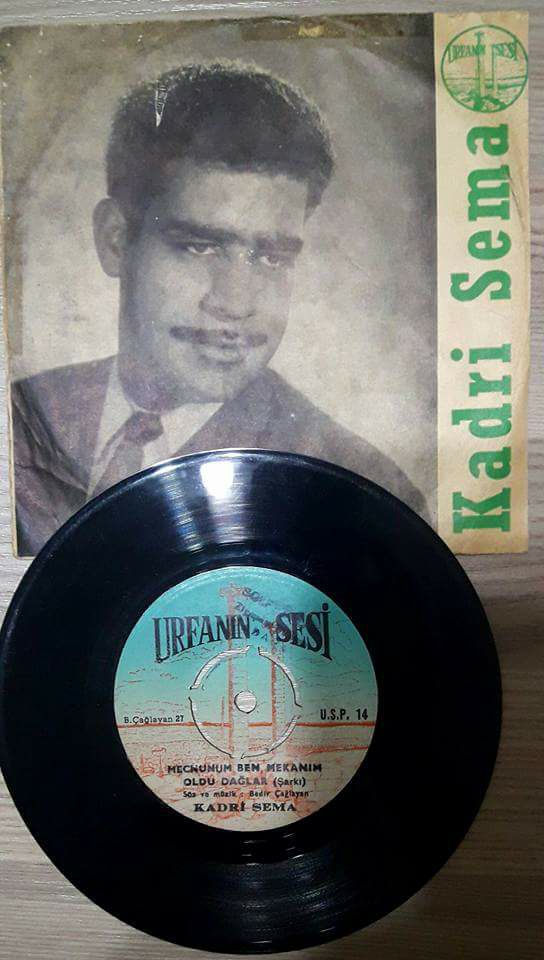 URFANIN SESİ
Kadri Sema
URFANIN SESİ
B.Çağlayan 27
U.S.P. 14
MECNUNUM BEN, MEKANIM
OLDU DAĞLAR (Şarkı)
Söz ve müzik : Bedir Çağlayan
KADRİ SEMA